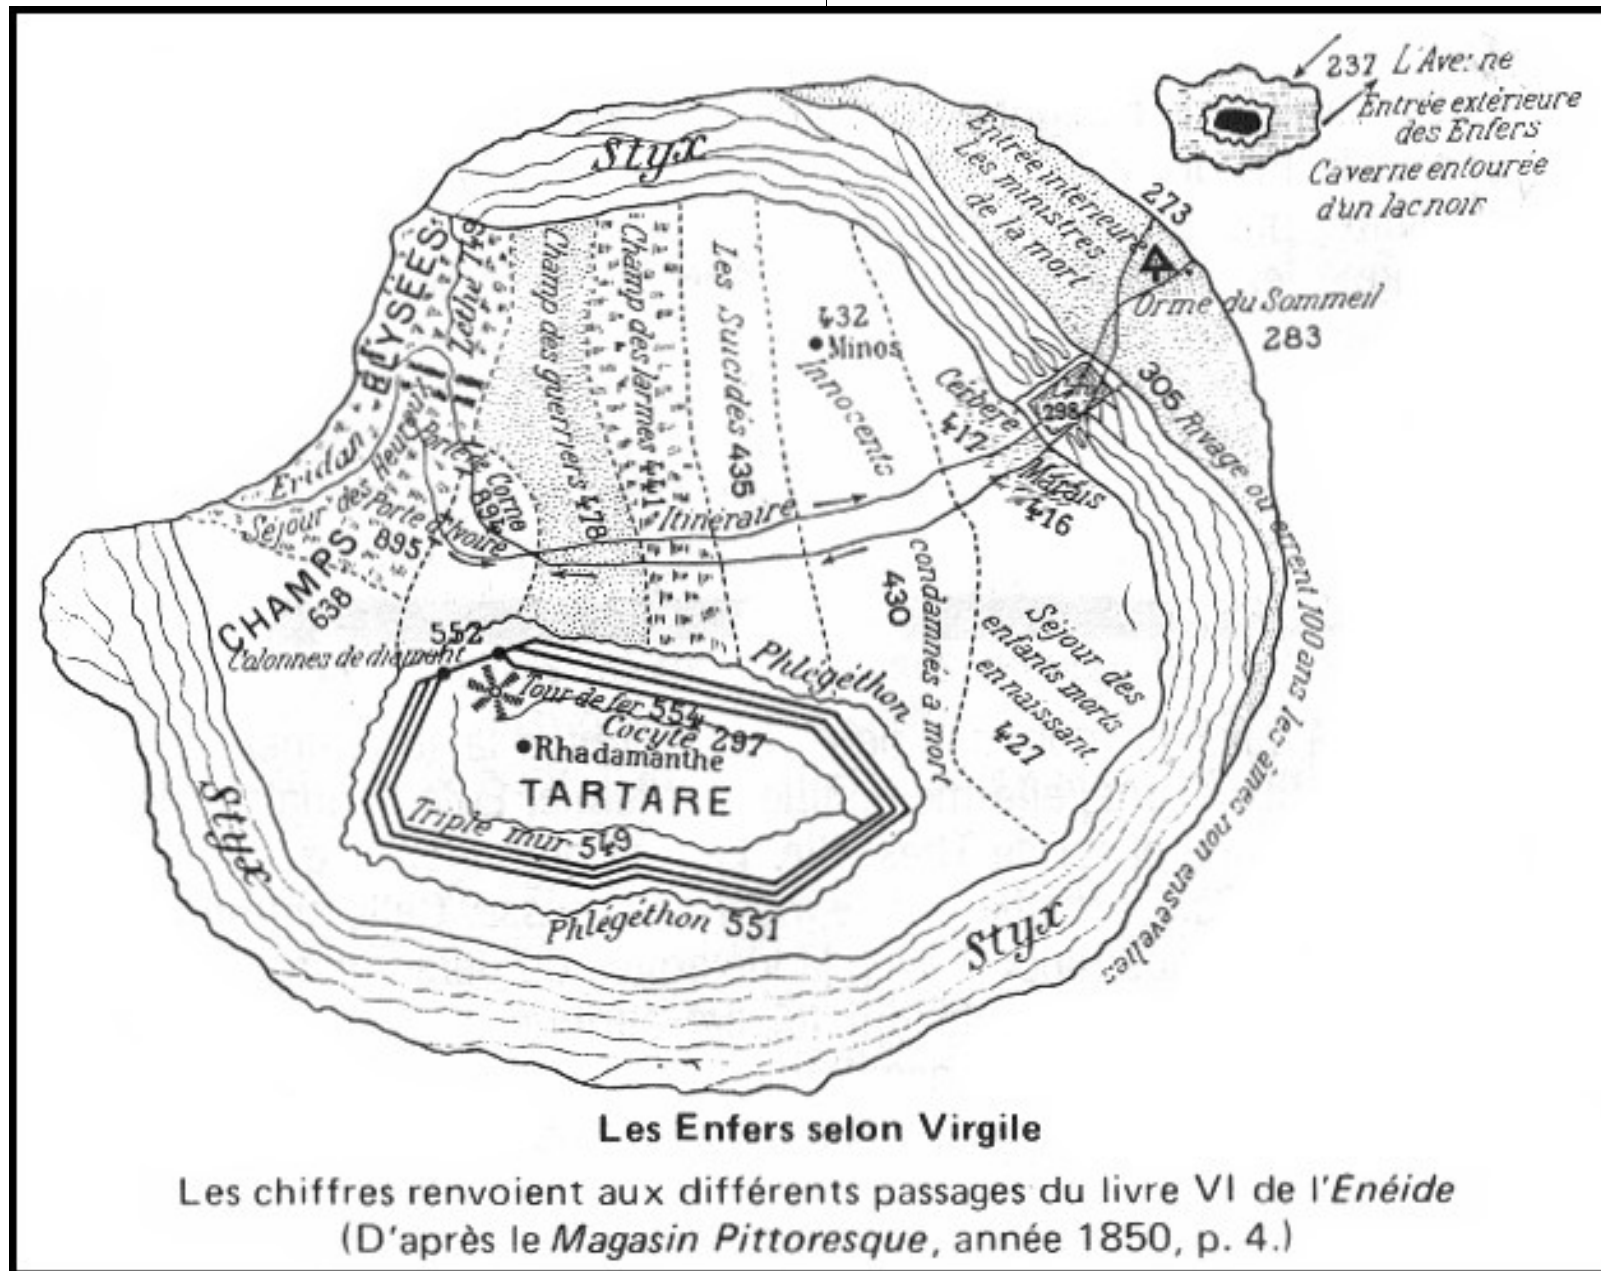 237 L'Averne
Entrée extérieure
des Enfers
Caverne entourée
d'un lac noir
Styx
Entrée intérieure
Les ministres
de la mort
273
Orme du Sommeil
283
CHAMPS ELYSÉES
638
Léthé 749
Champ des guerriers 478
Champ des larmes 441
Les Suicidés 435
432
Minos
Innocents
Cerbère
417
298
305 Rivage où errent 100 ans les âmes non ensevelies
Marais
416
Eridan
Séjour des Heureux
Porte de Corne
894
Porte d'Ivoire
895
Itinéraire
condamnés à mort
430
Séjour des
enfants morts
en naissant
427
552
Colonnes de diamant
Phlégéthon
Tour de fer 554
Cocyte 297
Rhadamanthe
TARTARE
Triple mur 549
Phlégéthon 551
Styx
Styx
Les Enfers selon Virgile
Les chiffres renvoient aux différents passages du livre VI de l'Enéide
(D'après le Magasin Pittoresque, année 1850, p. 4.)